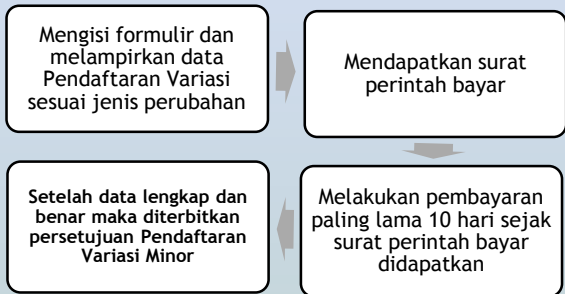 Mengisi formulir dan
melampirkan data
Pendaftaran Variasi
sesuai jenis perubahan
Mendapatkan surat
perintah bayar
Melakukan pembayaran
paling lama 10 hari sejak
surat perintah bayar
didapatkan
Setelah data lengkap dan
benar maka diterbitkan
persetujuan Pendaftaran
Variasi Minor